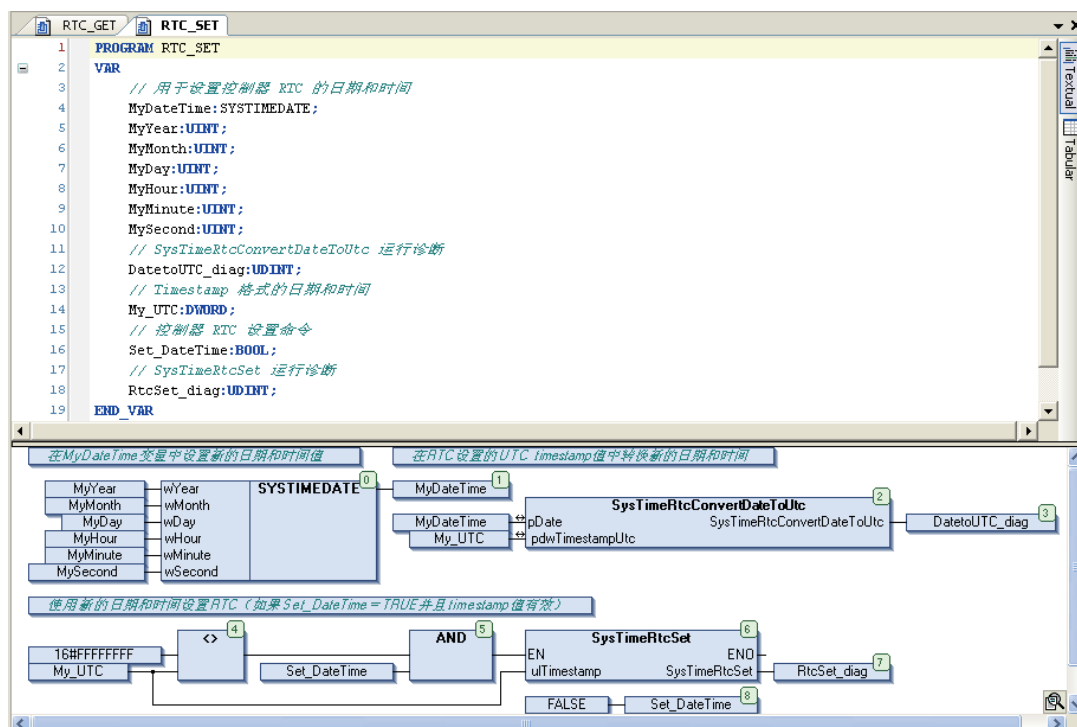 RTC_GET
RTC_SET
1 PROGRAM RTC_SET
2 VAR
3 // 用于设置控制器 RTC 的日期和时间
4 MyDateTime:SYSTIMEDATE;
5 MyYear:UINT;
6 MyMonth:UINT;
7 MyDay:UINT;
8 MyHour:UINT;
9 MyMinute:UINT;
10 MySecond:UINT;
11 // SysTimeRtcConvertDateToUtc 运行诊断
12 DatetoUTC_diag:UDINT;
13 // Timestamp 格式的日期和时间
14 My_UTC:DWORD;
15 // 控制器 RTC 设置命令
16 Set_DateTime:BOOL;
17 // SysTimeRtcSet 运行诊断
18 RtcSet_diag:UDINT;
19 END_VAR
Textual
Tabular
在MyDateTime变量中设置新的日期和时间值
在RTC设置的UTC timestamp值中转换新的日期和时间
SYSTIMEDATE 0
MyYear wYear
MyMonth wMonth
MyDay wDay
MyHour wHour
MyMinute wMinute
MySecond wSecond
MyDateTime 1
SysTimeRtcConvertDateToUtc 2
MyDateTime pDate SysTimeRtcConvertDateToUtc DatetoUTC_diag 3
My_UTC pdwTimestampUtc
使用新的日期和时间设置RTC（如果Set_DateTime＝TRUE并且timestamp值有效）
<> 4
AND 5
SysTimeRtcSet 6
16#FFFFFFFF EN ENO
My_UTC Set_DateTime ulTimestamp SysTimeRtcSet RtcSet_diag 7
FALSE Set_DateTime 8